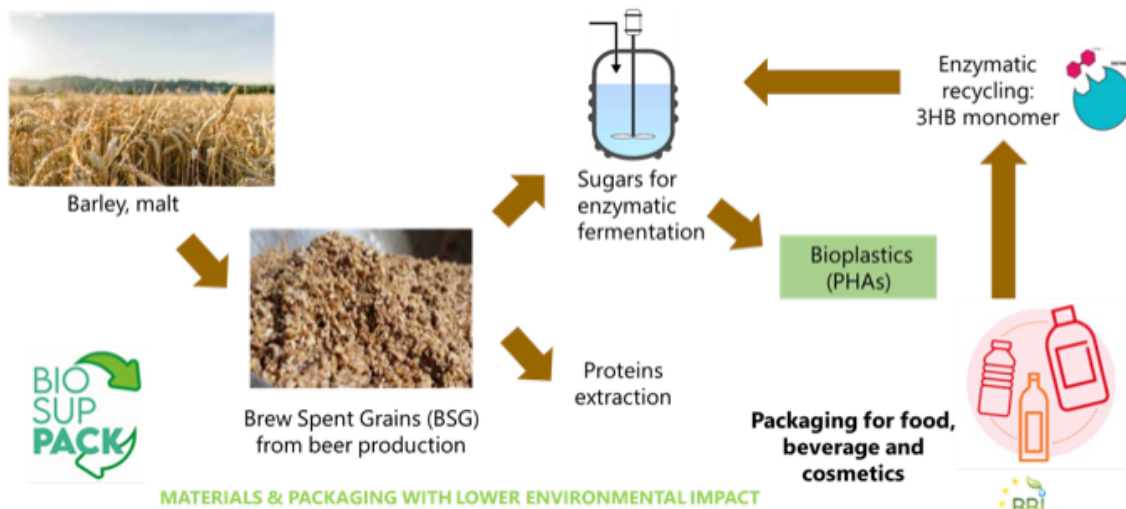 Barley, malt
Brew Spent Grains (BSG)
from beer production
Sugars for
enzymatic
fermentation
Proteins
extraction
Bioplastics
(PHAs)
Enzymatic
recycling:
3HB monomer
Packaging for food,
beverage and
cosmetics
BIO
SUP
PACK
MATERIALS & PACKAGING WITH LOWER ENVIRONMENTAL IMPACT